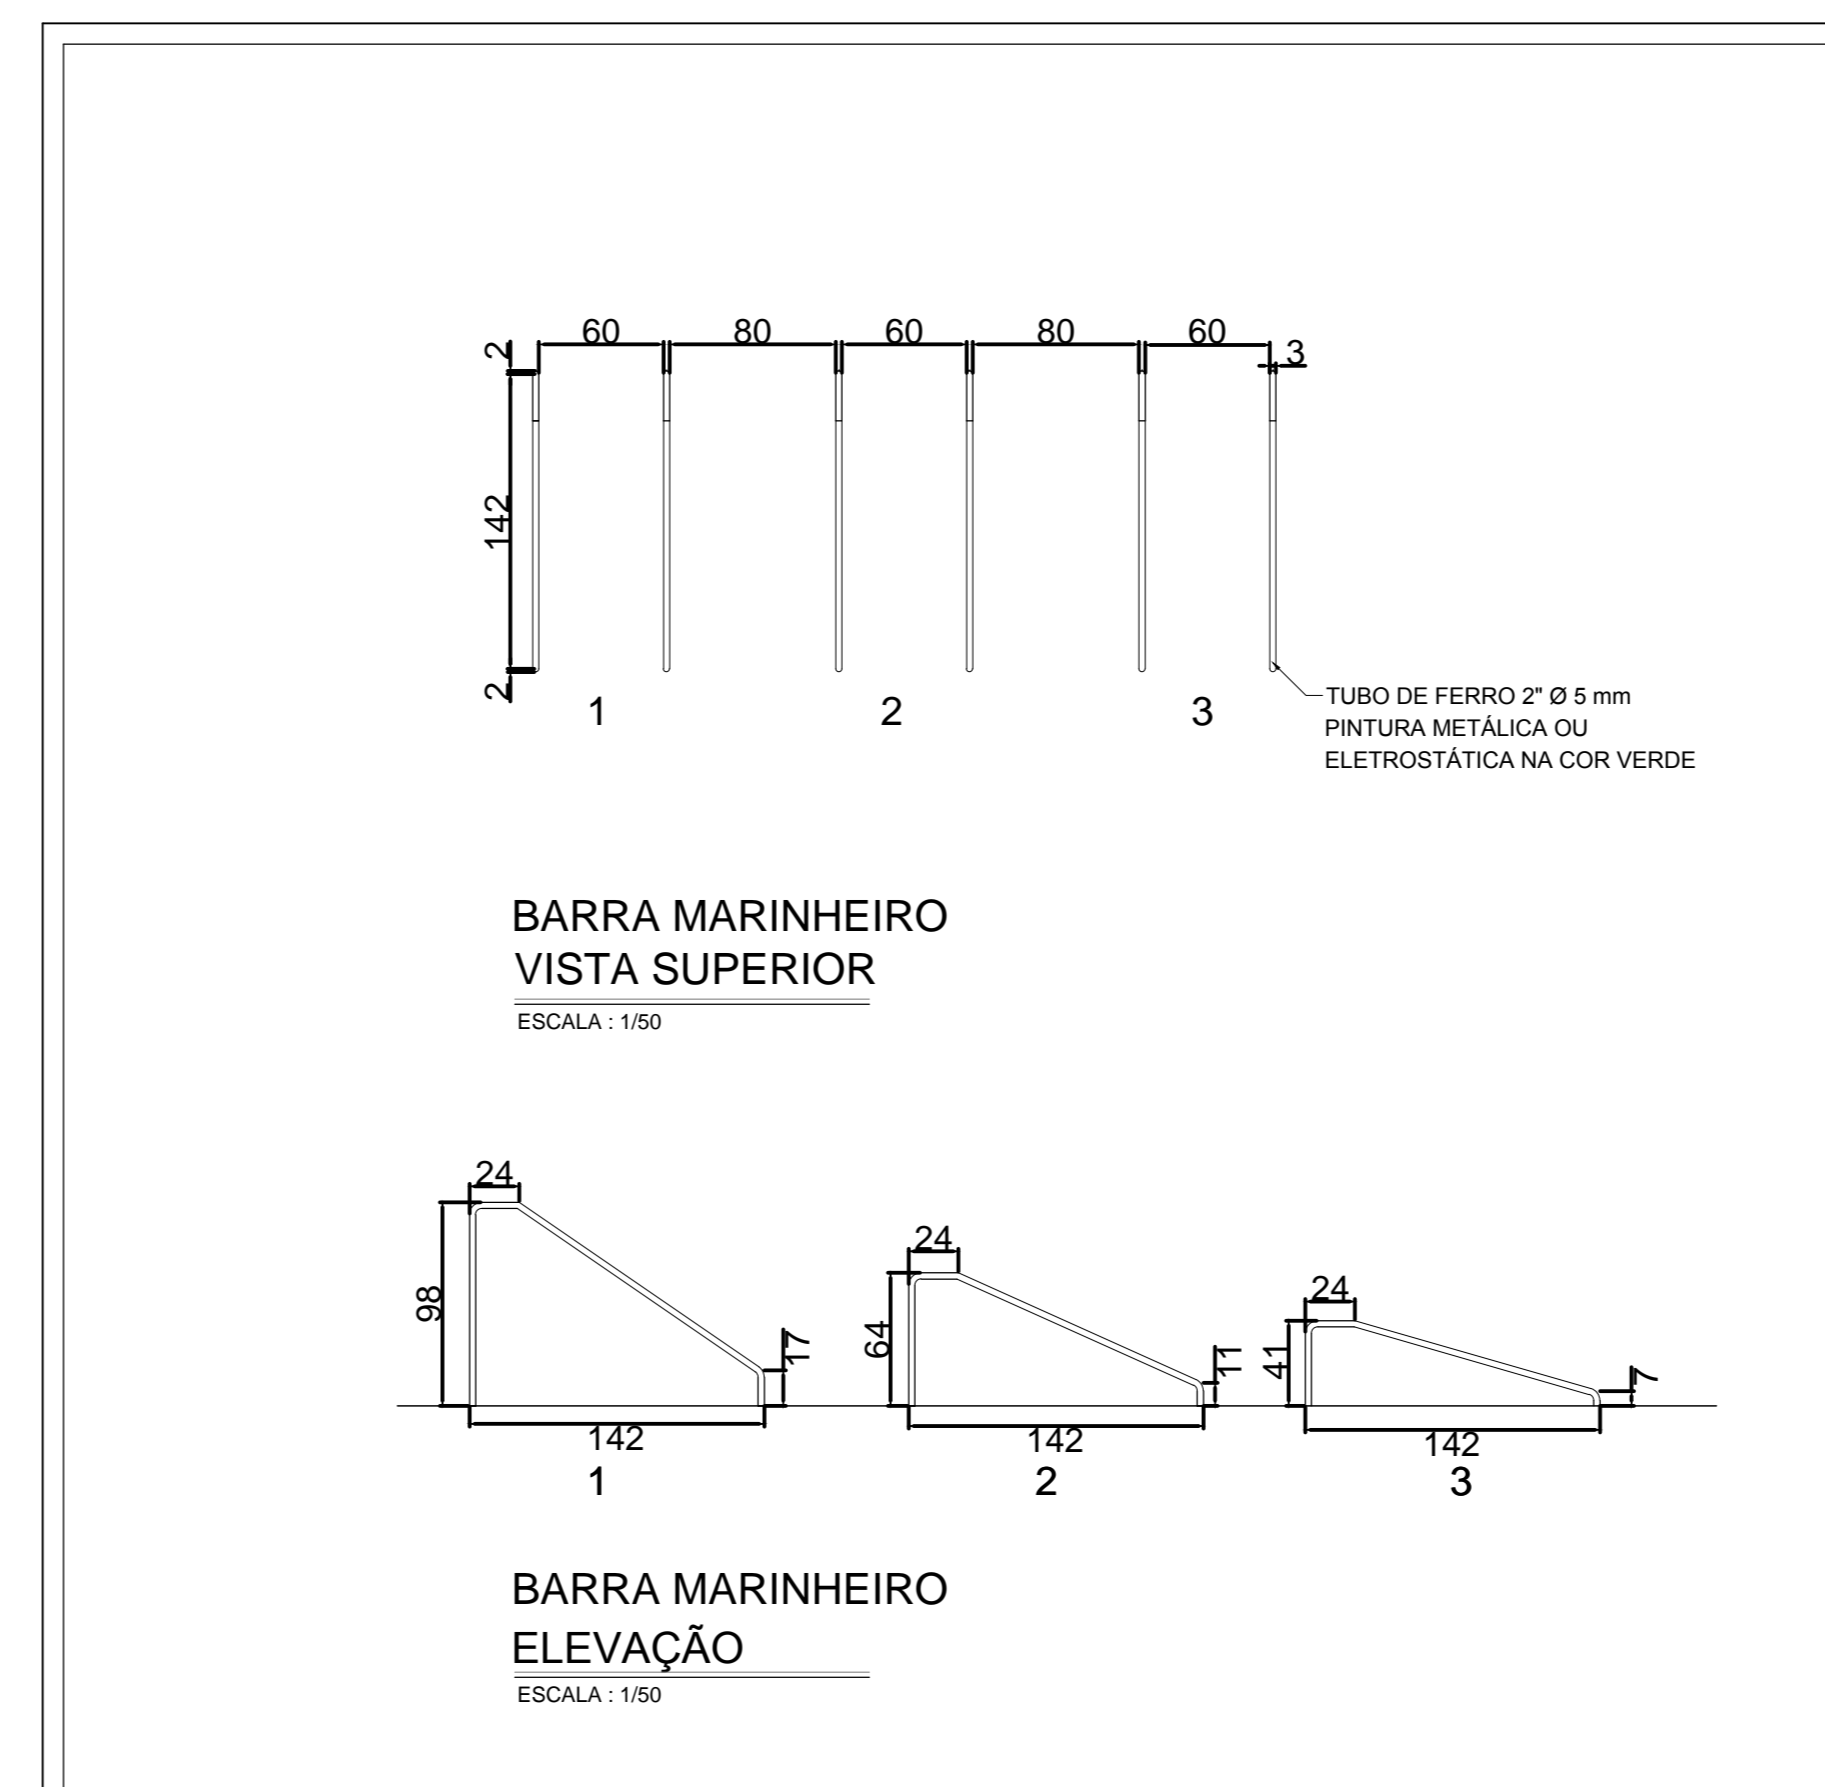 60 80 60 80 60
2 3
142
2
1 2 3
TUBO DE FERRO 2" Ø 5 mm
PINTURA METÁLICA OU
ELETROSTÁTICA NA COR VERDE
BARRA MARINHEIRO
VISTA SUPERIOR
ESCALA : 1/50
24 24 24
98 17 64 11 41 7
142 142 142
1 2 3
BARRA MARINHEIRO
ELEVAÇÃO
ESCALA : 1/50